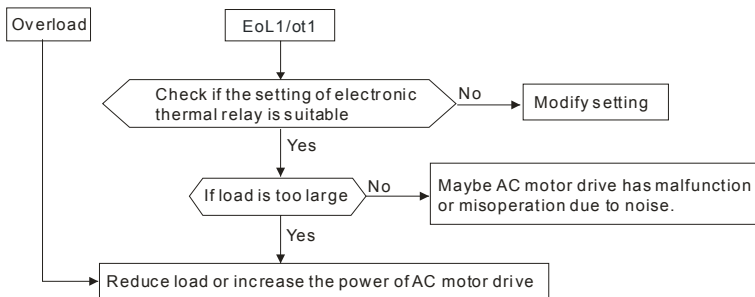 Overload
EoL1/ot1
Check if the setting of electronic
thermal relay is suitable
No
Modify setting
Yes
If load is too large
No
Maybe AC motor drive has malfunction
or misoperation due to noise.
Yes
Reduce load or increase the power of AC motor drive